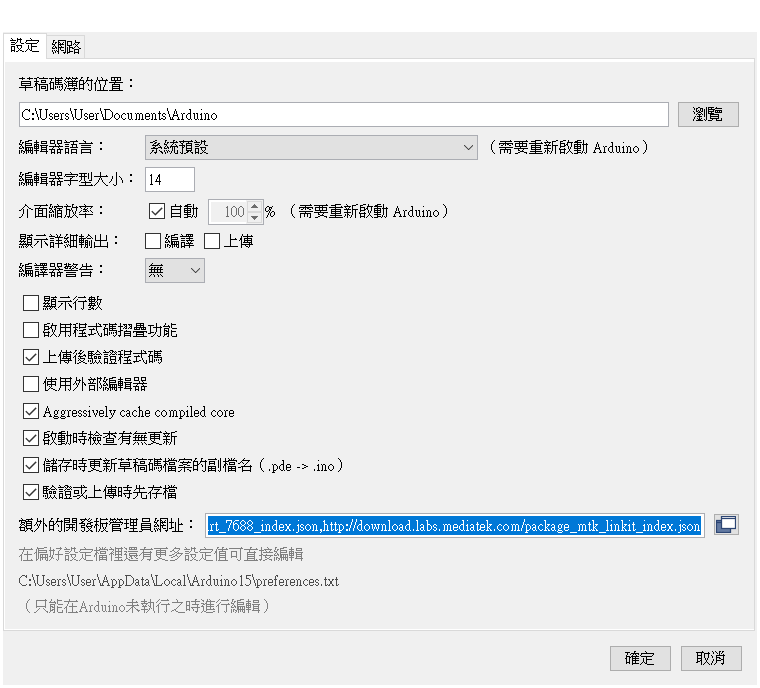 設定 網路
草稿碼簿的位置：
C:\Users\User\Documents\Arduino 瀏覽
編輯器語言： 系統預設 （需要重新啟動 Arduino）
編輯器字型大小： 14
介面縮放率： 自動 100 % （需要重新啟動 Arduino）
顯示詳細輸出： 編譯 上傳
編譯器警告： 無
顯示行數
啟用程式碼摺疊功能
上傳後驗證程式碼
使用外部編輯器
Aggressively cache compiled core
啟動時檢查有無更新
儲存時更新草稿碼檔案的副檔名（.pde -> .ino）
驗證或上傳時先存檔
額外的開發板管理員網址： rt_7688_index.json,http://download.labs.mediatek.com/package_mtk_linkit_index.json
在偏好設定檔裡還有更多設定值可直接編輯
C:\Users\User\AppData\Local\Arduino15\preferences.txt
（只能在Arduino未執行之時進行編輯）
確定 取消